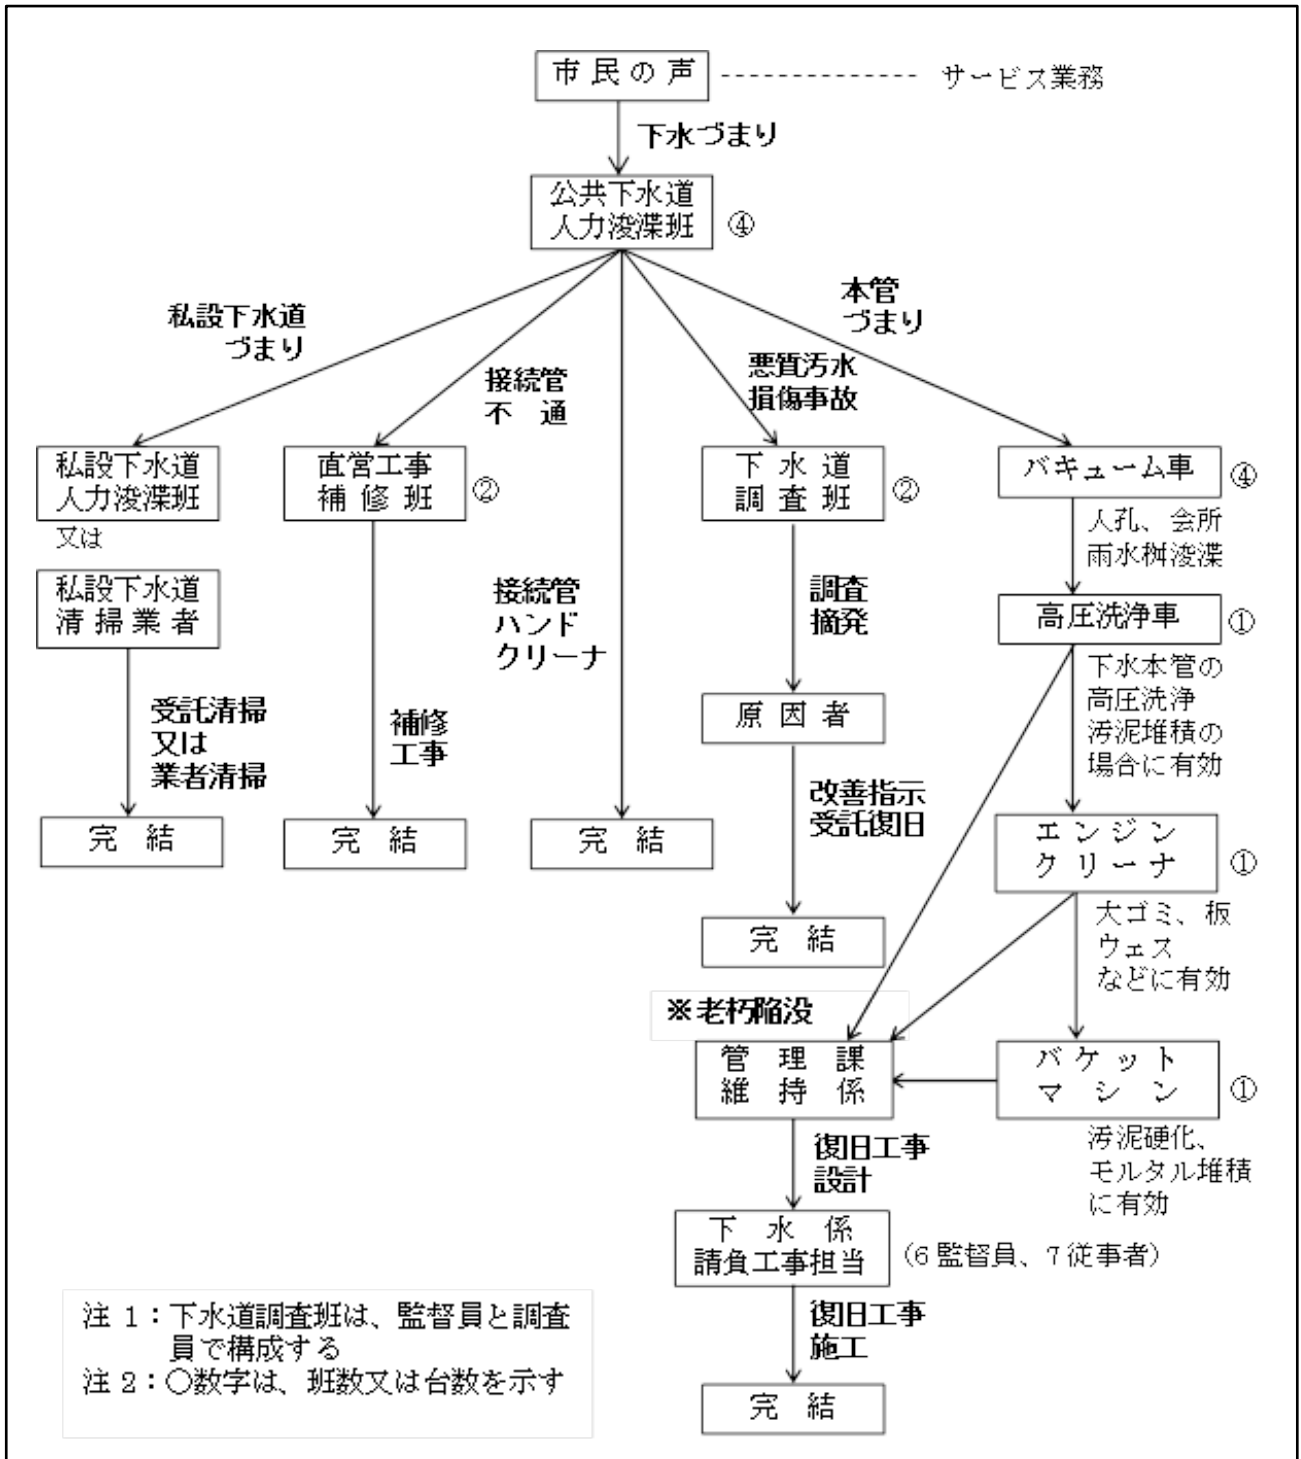 市民の声
サービス業務
下水づまり
公共下水道
人力浚渫班
④
私設下水道
づまり
接続管
不　通
悪質汚水
損傷事故
本管
づまり
私設下水道
人力浚渫班
又は
私設下水道
清掃業者
直営工事
補修班
②
下水道
調査班
②
バキューム車
④
人孔、会所
雨水桝浚渫
接続管
ハンド
クリーナ
調査
摘発
高圧洗浄車
①
下水本管の
高圧洗浄
汚泥堆積の
場合に有効
受託清掃
又は
業者清掃
補修
工事
原因者
改善指示
受託復旧
完結
完結
完結
エンジン
クリーナ
①
大ゴミ、板
ウェス
などに有効
完結
※老朽陥没
管理課
維持係
バケット
マシン
①
汚泥硬化、
モルタル堆積
に有効
復旧工事
設計
下水係
請負工事担当
（6監督員、7従事者）
復旧工事
施工
完結
注1：下水道調査班は、監督員と調査
員で構成する
注2：〇数字は、班数又は台数を示す